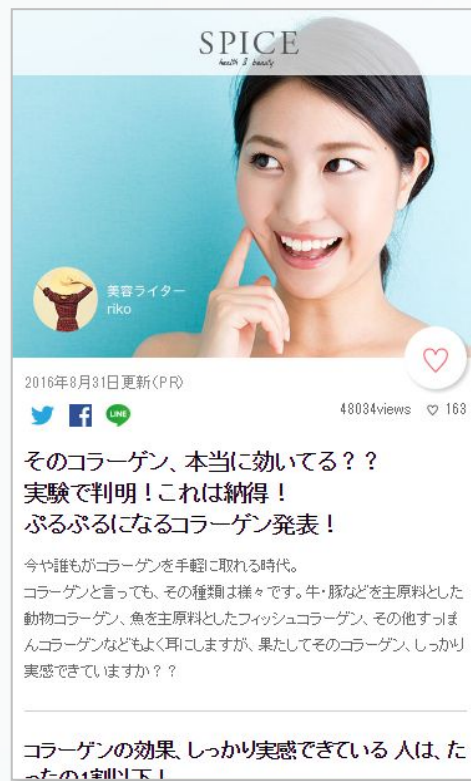 SPICE
health & beauty
美容ライター
riko
2016年8月31日更新(PR)
LINE
48034views ♡ 163
そのコラーゲン、本当に効いてる？？
実験で判明！これは納得！
ぷるぷるになるコラーゲン発表！
今や誰もがコラーゲンを手軽に取れる時代。
コラーゲンと言っても、その種類は様々です。牛・豚などを主原料とした
動物コラーゲン、魚を主原料としたフィッシュコラーゲン、その他すっぽ
んコラーゲンなどもよく耳にしますが、果たしてそのコラーゲン、しっかり
実感できていますか？？
コラーゲンの効果、しっかり実感できている 人は、た
ったの1割以下！